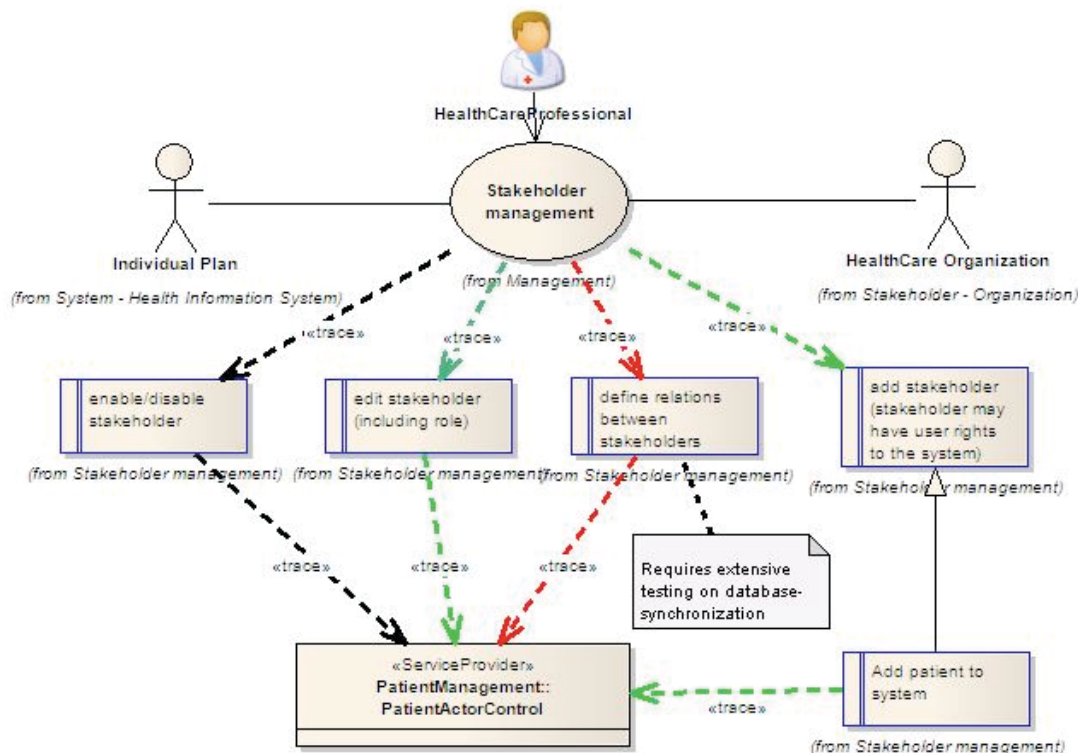 HealthCareProfessional
Stakeholder
management
Individual Plan
HealthCare Organization
(from System - Health Information System)
(from Management)
(from Stakeholder - Organization)
«trace»
«trace»
«trace»
«trace»
enable/disable
stakeholder
edit stakeholder
(including role)
define relations
between
stakeholders
add stakeholder
(stakeholder may
have user rights
to the system)
(from Stakeholder management)
(from Stakeholder management)
(from Stakeholder management)
(from Stakeholder management)
«trace»
«trace»
«trace»
Requires extensive
testing on database-
synchronization
«ServiceProvider»
PatientManagement::
PatientActorControl
Add patient to
system
«trace»
(from Stakeholder management)